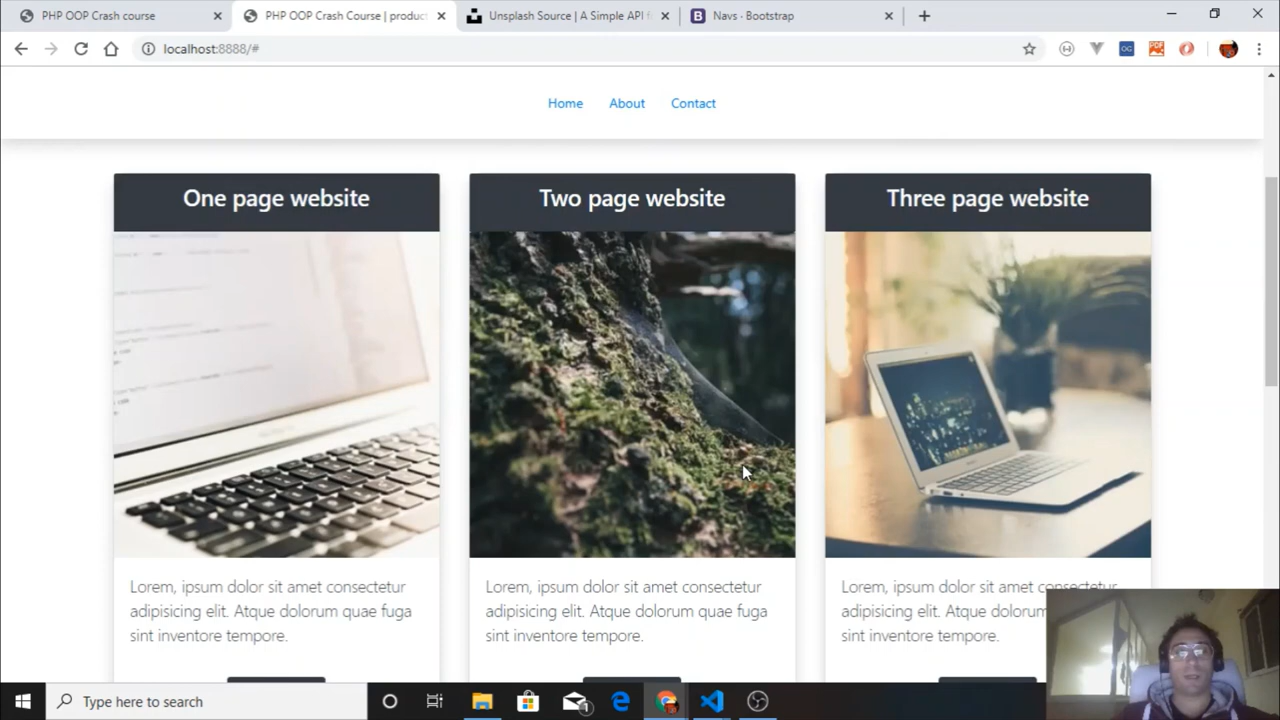 PHP OOP Crash course
PHP OOP Crash Course | product
Unsplash Source | A Simple API f
Navs · Bootstrap
localhost:8888/#
Home
About
Contact
One page website
Two page website
Three page website
Lorem, ipsum dolor sit amet consectetur
adipisicing elit. Atque dolorum quae fuga
sint inventore tempore.
Lorem, ipsum dolor sit amet consectetur
adipisicing elit. Atque dolorum quae fuga
sint inventore tempore.
Lorem, ipsum dolor sit amet consectetur
adipisicing elit. Atque dolorum
sint inventore tempore.
Type here to search
1